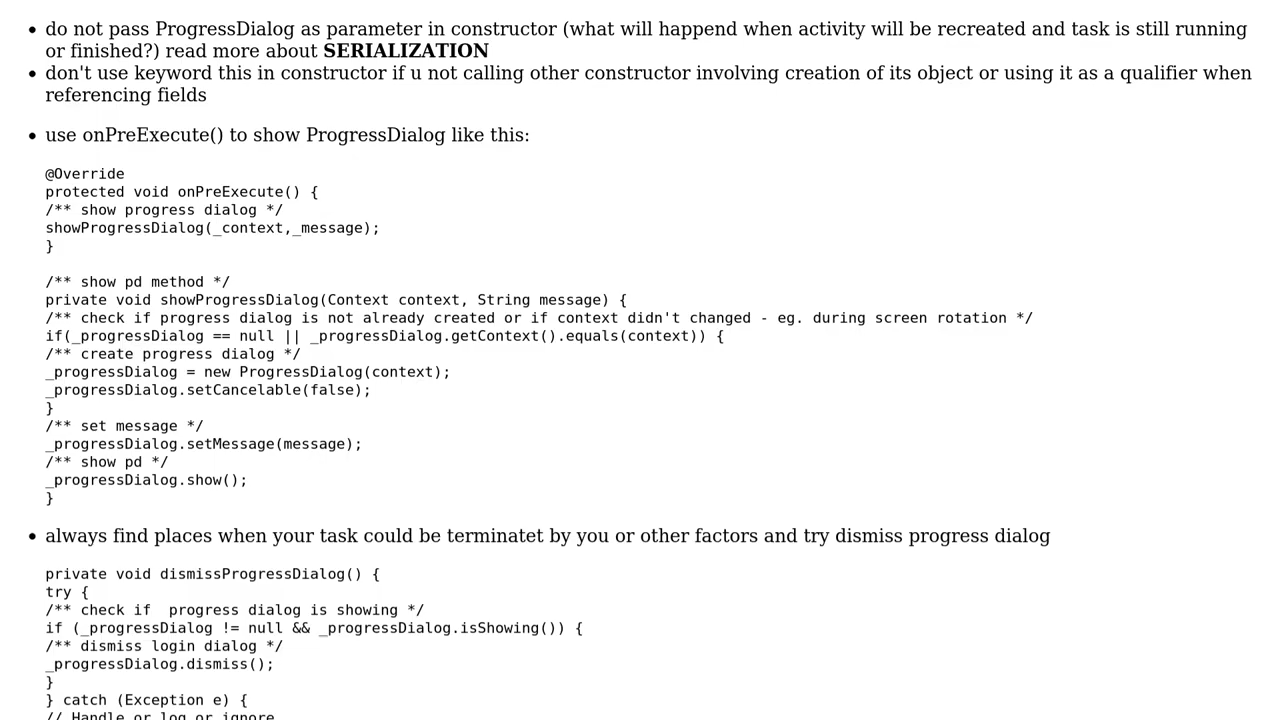 • do not pass ProgressDialog as parameter in constructor (what will happend when activity will be recreated and task is still running
or finished?) read more about SERIALIZATION
• don't use keyword this in constructor if u not calling other constructor involving creation of its object or using it as a qualifier when
referencing fields
• use onPreExecute() to show ProgressDialog like this:
@Override
protected void onPreExecute() {
/** show progress dialog */
showProgressDialog(_context,_message);
}
/** show pd method */
private void showProgressDialog(Context context, String message) {
/** check if progress dialog is not already created or if context didn't changed - eg. during screen rotation */
if(_progressDialog == null || _progressDialog.getContext().equals(context)) {
/** create progress dialog */
_progressDialog = new ProgressDialog(context);
_progressDialog.setCancelable(false);
}
/** set message */
_progressDialog.setMessage(message);
/** show pd */
_progressDialog.show();
}
• always find places when your task could be terminatet by you or other factors and try dismiss progress dialog
private void dismissProgressDialog() {
try {
/** check if  progress dialog is showing */
if (_progressDialog != null && _progressDialog.isShowing()) {
/** dismiss login dialog */
_progressDialog.dismiss();
}
} catch (Exception e) {
// Handle or log or ignore